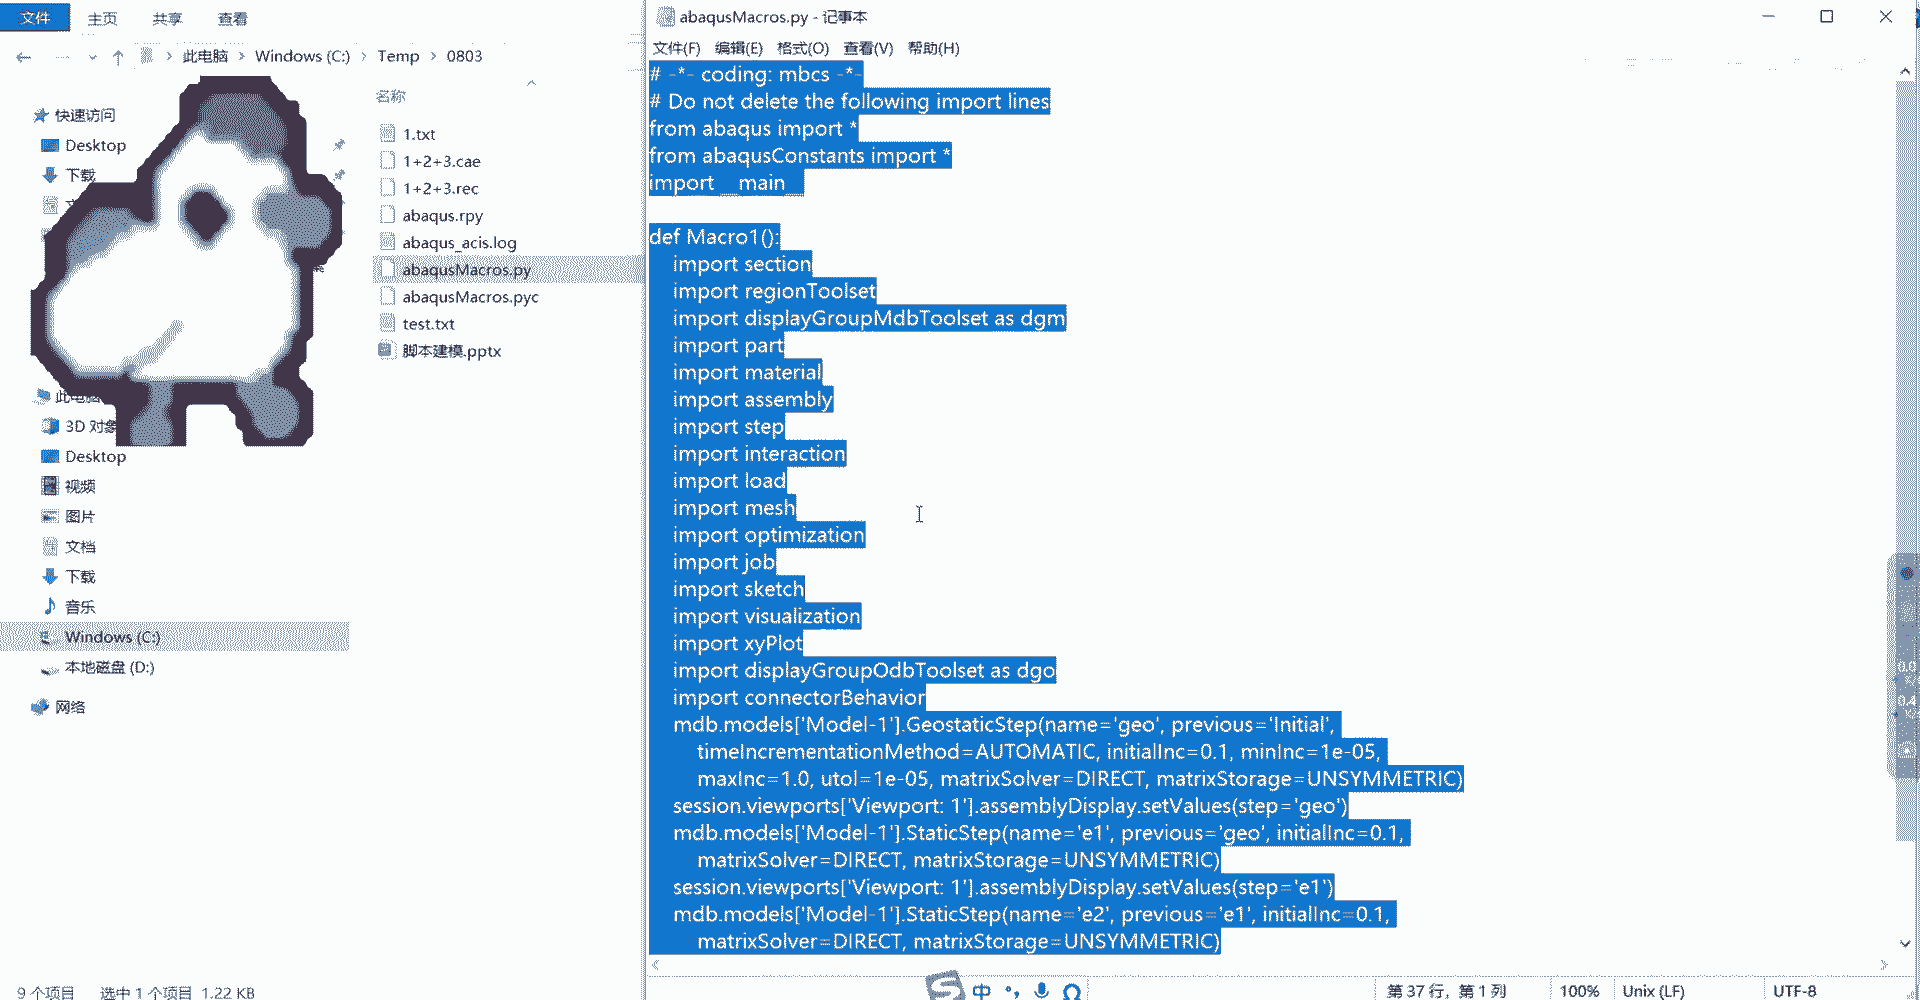 文件 主页 共享 查看
此电脑 > Windows (C:) > Temp > 0803
快速访问
Desktop
下载
此电脑
3D 对象
Desktop
视频
图片
文档
下载
音乐
Windows (C:)
本地磁盘 (D:)
网络
名称
1.txt
1+2+3.cae
1+2+3.rec
abaqus.rpy
abaqus_acis.log
abaqusMacros.py
abaqusMacros.pyc
test.txt
脚本建模.pptx
9 个项目 选中 1 个项目 1.22 KB
abaqusMacros.py - 记事本
文件(F) 编辑(E) 格式(O) 查看(V) 帮助(H)
# -*- coding: mbcs -*-
# Do not delete the following import lines
from abaqus import *
from abaqusConstants import *
import __main__
def Macro1():
import section
import regionToolset
import displayGroupMdbToolset as dgm
import part
import material
import assembly
import step
import interaction
import load
import mesh
import optimization
import job
import sketch
import visualization
import xyPlot
import displayGroupOdbToolset as dgo
import connectorBehavior
mdb.models['Model-1'].GeostaticStep(name='geo', previous='Initial',
timeIncrementationMethod=AUTOMATIC, initialInc=0.1, minInc=1e-05,
maxInc=1.0, utol=1e-05, matrixSolver=DIRECT, matrixStorage=UNSYMMETRIC)
session.viewports['Viewport: 1'].assemblyDisplay.setValues(step='geo')
mdb.models['Model-1'].StaticStep(name='e1', previous='geo', initialInc=0.1,
matrixSolver=DIRECT, matrixStorage=UNSYMMETRIC)
session.viewports['Viewport: 1'].assemblyDisplay.setValues(step='e1')
mdb.models['Model-1'].StaticStep(name='e2', previous='e1', initialInc=0.1,
matrixSolver=DIRECT, matrixStorage=UNSYMMETRIC)
中
第 37 行，第 1 列 100% Unix (LF) UTF-8
0.0
0.4